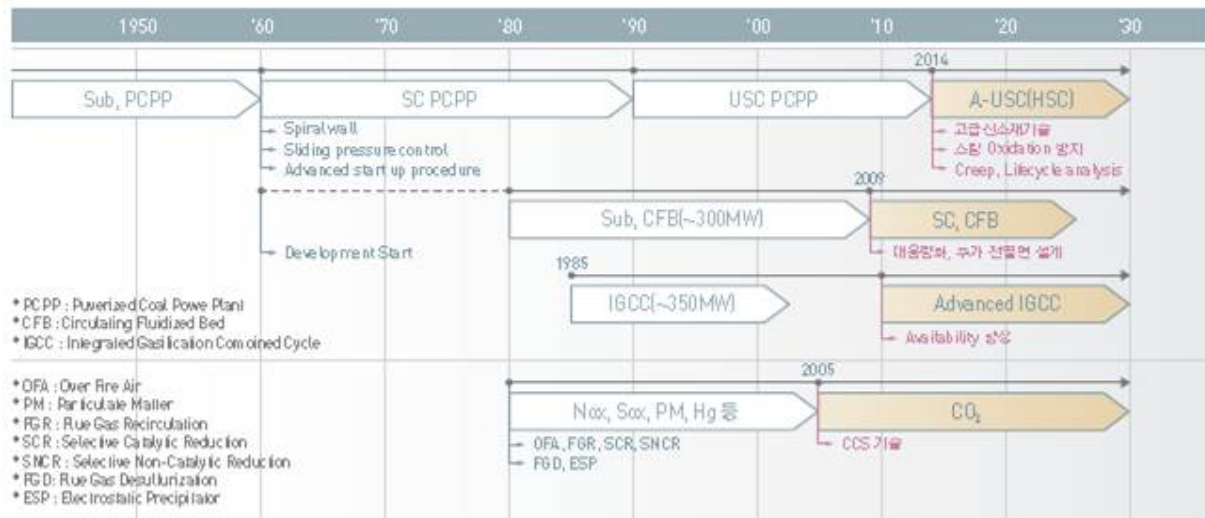 1950 '60 '70 '80 '90 '00 '10 '20 '30
2014
Sub, PCPP SC PCPP USC PCPP A-USC(HSC)
Spiral wall
Sliding pressure control
Advanced start up procedure
고급신소재기술
스팀 Oxidation 방지
Creep, Lifecycle analysis
2009
Sub, CFB(~300MW) SC, CFB
Development Start
대용량화, 추가 전열면 설계
1985
IGCC(~350MW) Advanced IGCC
Availability 향상
* PCPP : Puverized Coal Powe Plant
* CFB : Circulating Fluidized Bed
* IGCC : Integrated Gasification Comoined Cycle
2005
Nox, Sox, PM, Hg 등 CO₂
OFA, FGR, SCR, SNCR
FGD, ESP
CCS 기술
* OFA : Over Fire Air
* PM : Particulate Matter
* FGR : Flue Gas Recirculation
* SCR : Selective Catalytic Reduction
* SNCR : Selective Non-Catalytic Reduction
* FGD : Flue Gas Desulfurization
* ESP : Electrostatic Precipitator